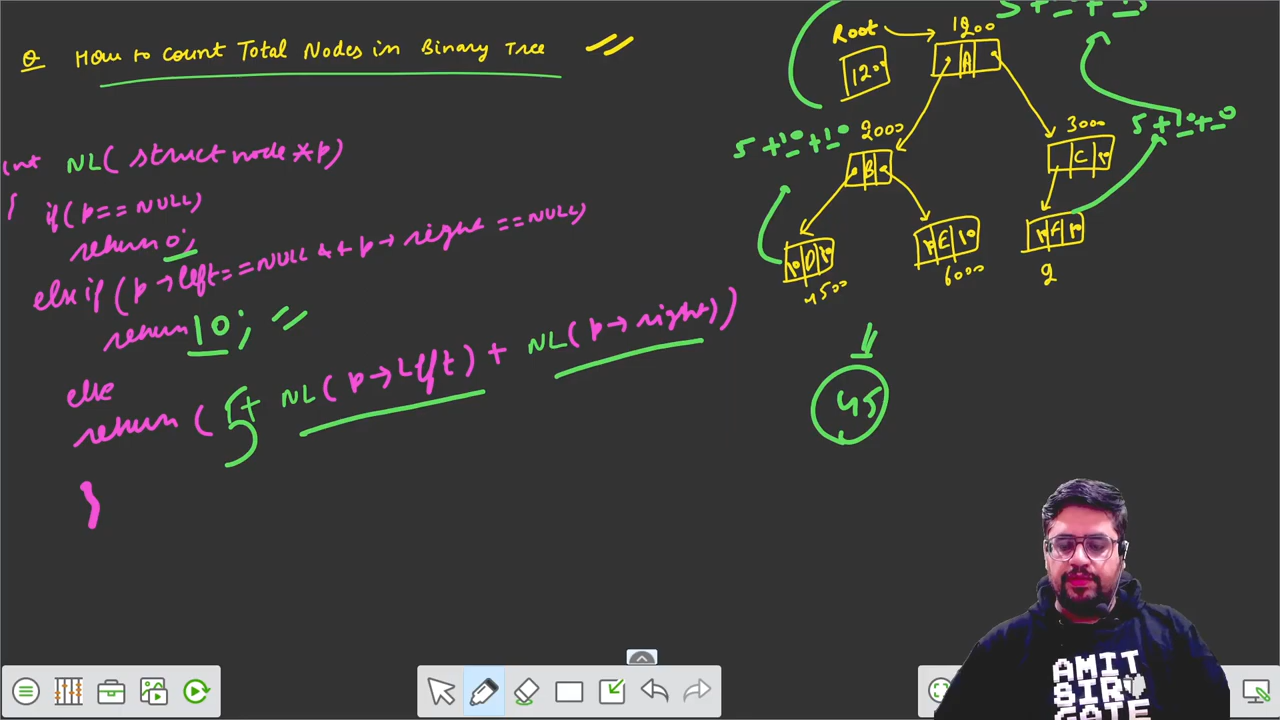 Q How to Count Total Nodes in Binary Tree
int NL( struct node *p)
{ if(p==NULL)
return 0;
else if (p→left==NULL && p→right ==NULL)
return 10;
else
return ( 5+ NL(p→Left) + NL(p→right))
}
Root 1200
1200 A
5+10+10 2000
B
3000 5+10+0
C
D E F
4500 6000
45
AMIT
SIR
GATE